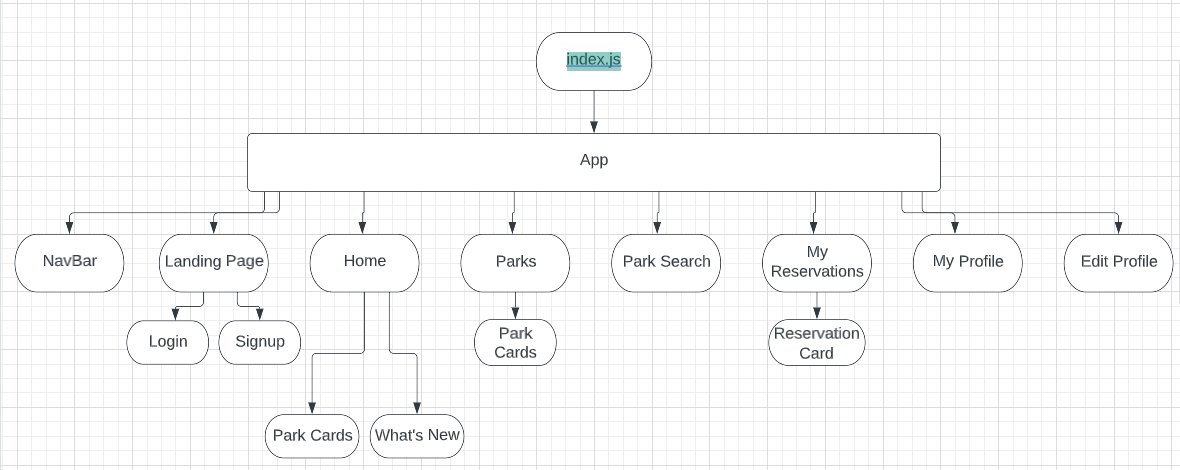 index.js
App
NavBar
Landing Page
Home
Parks
Park Search
My
Reservations
My Profile
Edit Profile
Login
Signup
Park
Cards
Reservation
Card
Park Cards
What's New